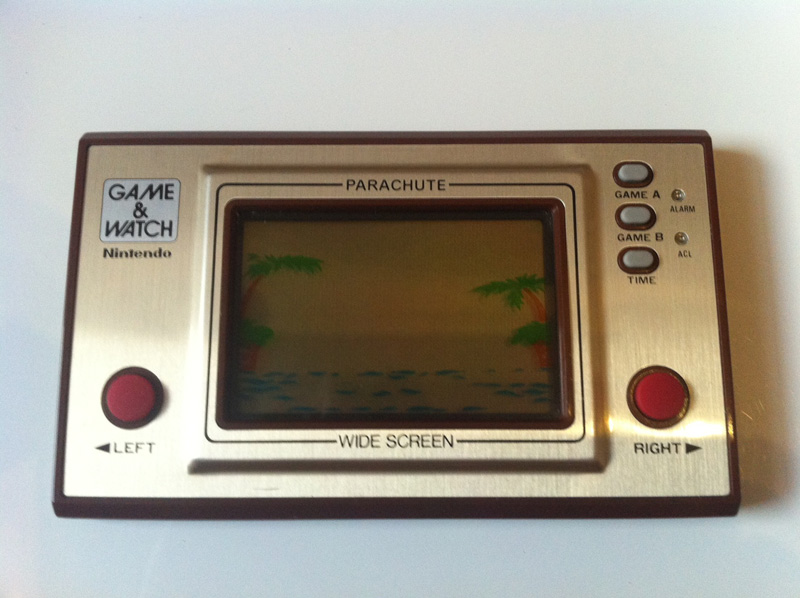 PARACHUTE
GAME
&
WATCH
Nintendo
GAME A
ALARM
GAME B
ACL
TIME
◄LEFT
WIDE SCREEN
RIGHT►